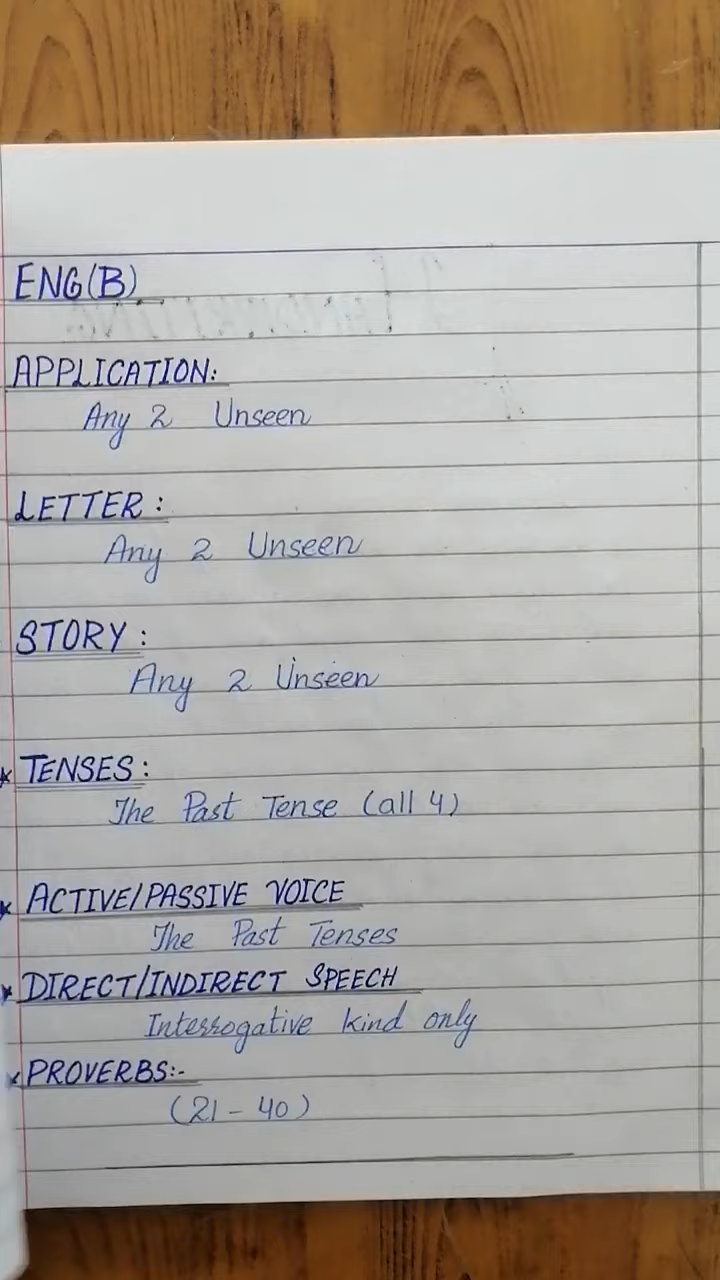 ENG(B)
APPLICATION:
Any 2 Unseen
LETTER:
Any 2 Unseen
STORY:
Any 2 Unseen
* TENSES:
The Past Tense (all 4)
* ACTIVE/PASSIVE VOICE
The Past Tenses
* DIRECT/INDIRECT SPEECH
Interrogative kind only
* PROVERBS:-
(21 - 40)